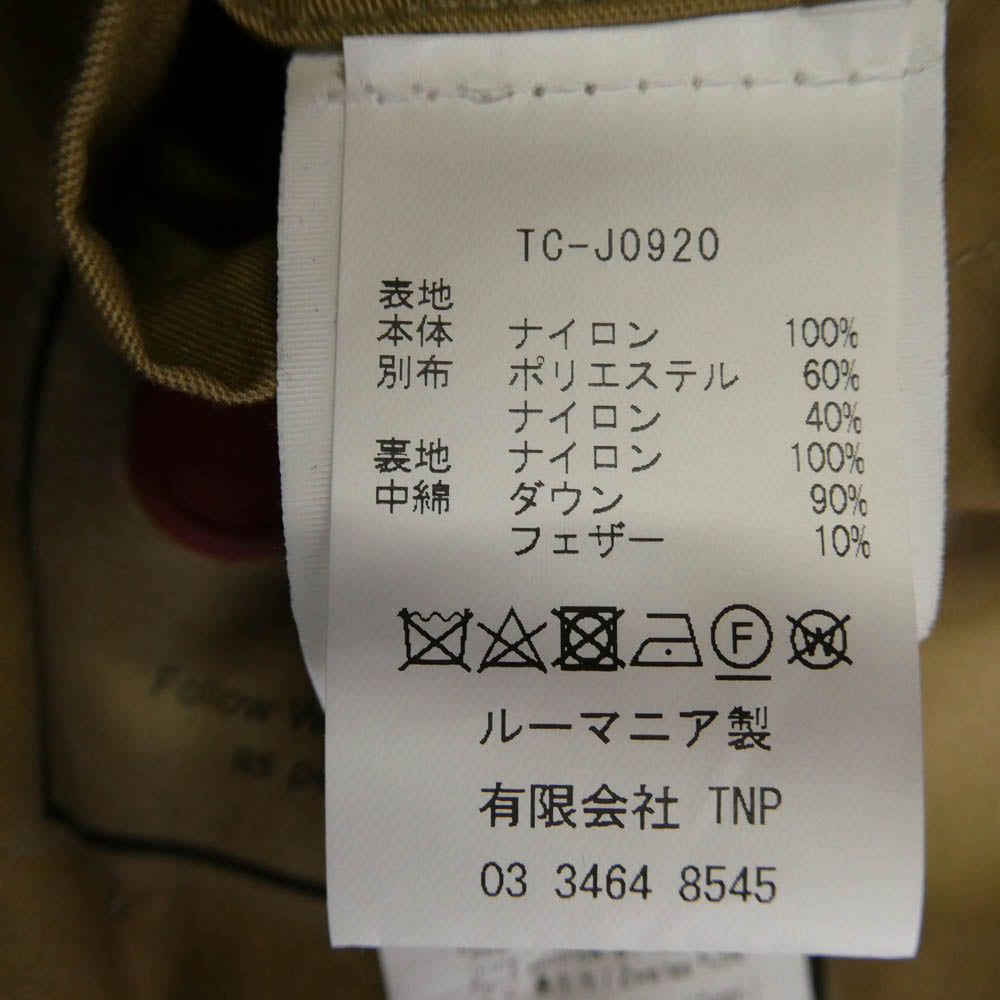 TC-J0920
表地
本体 ナイロン 100%
別布 ポリエステル 60%
ナイロン 40%
裏地 ナイロン 100%
中綿 ダウン 90%
フェザー 10%
F
W
ルーマニア製
有限会社 TNP
03 3464 8545
Follow
as